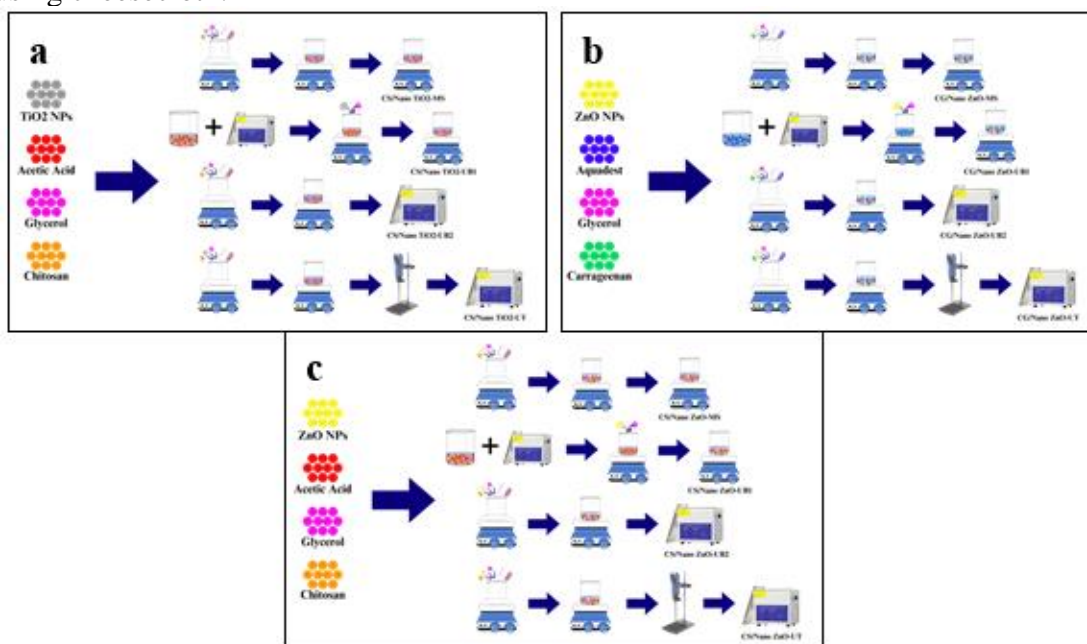 a
TiO2 NPs
Acetic Acid
Glycerol
Chitosan
+
CS/Nano TiO2-MS
CS/Nano TiO2-UB1
CS/Nano TiO2-UB2
CS/Nano TiO2-UT
b
ZnO NPs
Aquadest
Glycerol
Carrageenan
+
CG/Nano ZnO-MS
CG/Nano ZnO-UB1
CG/Nano ZnO-UB2
CG/Nano ZnO-UT
c
ZnO NPs
Acetic Acid
Glycerol
Chitosan
+
CS/Nano ZnO-MS
CS/Nano ZnO-UB1
CS/Nano ZnO-UB2
CS/Nano ZnO-UT